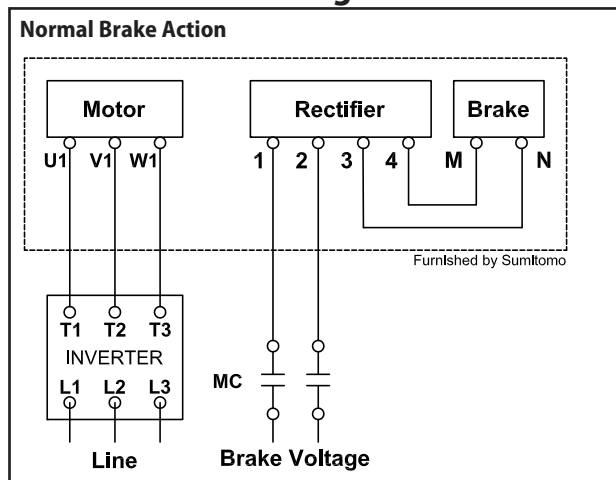 Normal Brake Action
Motor Rectifier Brake
U1 V1 W1 1 2 3 4 M N
Furnished by Sumitomo
T1 T2 T3
INVERTER
MC
L1 L2 L3
Line Brake Voltage